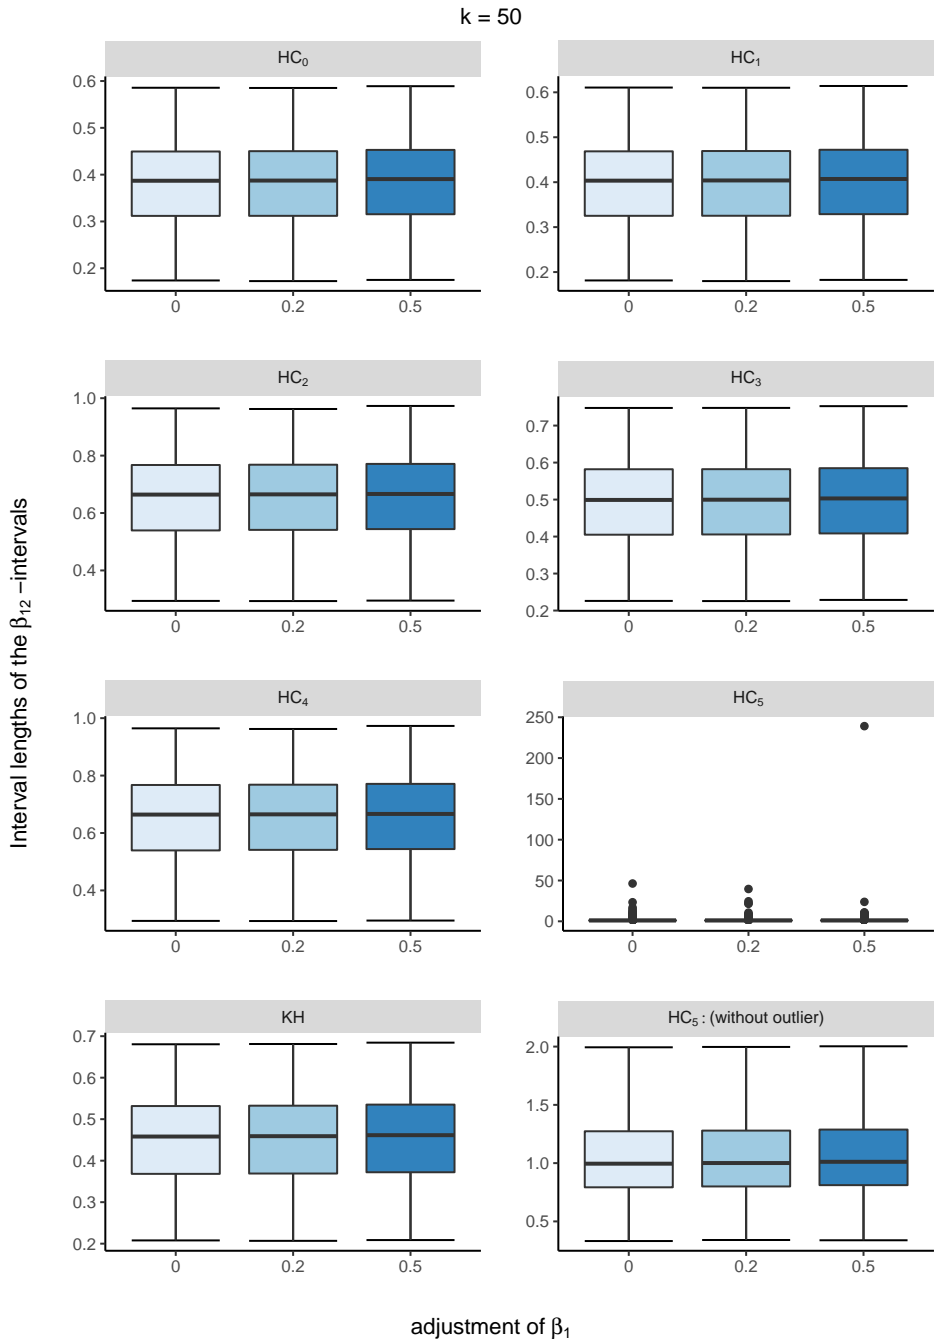 k = 50
HC₀
0.6
0.5
0.4
0.3
0.2
0 0.2 0.5
HC₁
0.6
0.5
0.4
0.3
0.2
0 0.2 0.5
HC₂
1.0
0.8
0.6
0.4
0 0.2 0.5
HC₃
0.7
0.6
0.5
0.4
0.3
0.2
0 0.2 0.5
Interval lengths of the β₁₂ −intervals
HC₄
1.0
0.8
0.6
0.4
0 0.2 0.5
HC₅
250
200
150
100
50
0
0 0.2 0.5
KH
0.7
0.6
0.5
0.4
0.3
0.2
0 0.2 0.5
HC₅ : (without outlier)
2.0
1.5
1.0
0.5
0 0.2 0.5
adjustment of β₁